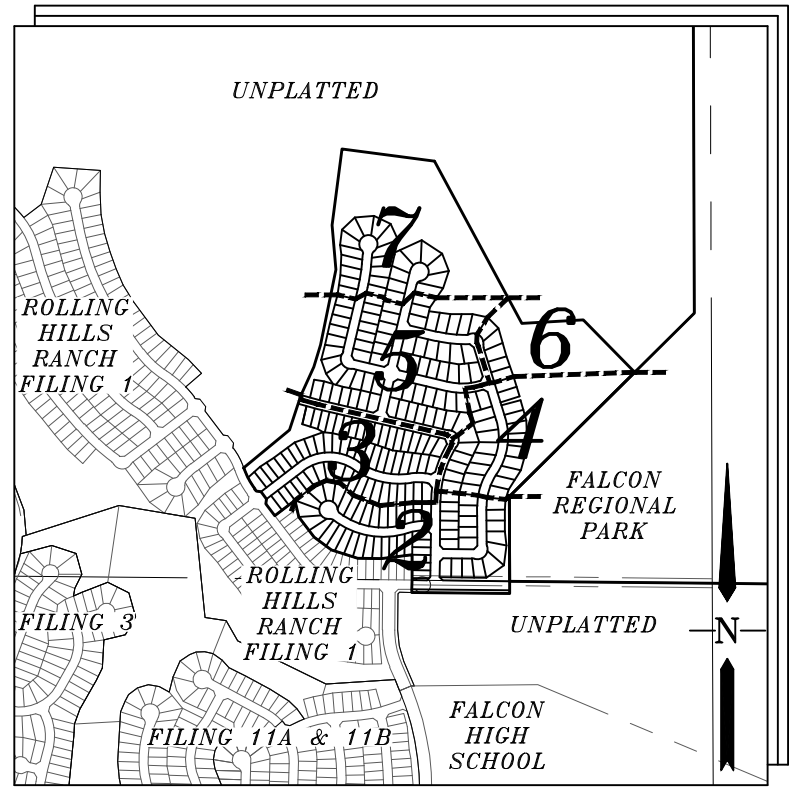 UNPLATTED
7
ROLLING
HILLS
RANCH
FILING 1
6
5
4
3
FALCON
REGIONAL
PARK
2
ROLLING
HILLS
RANCH
FILING 1
FILING 3
UNPLATTED
N
FALCON
HIGH
SCHOOL
FILING 11A & 11B